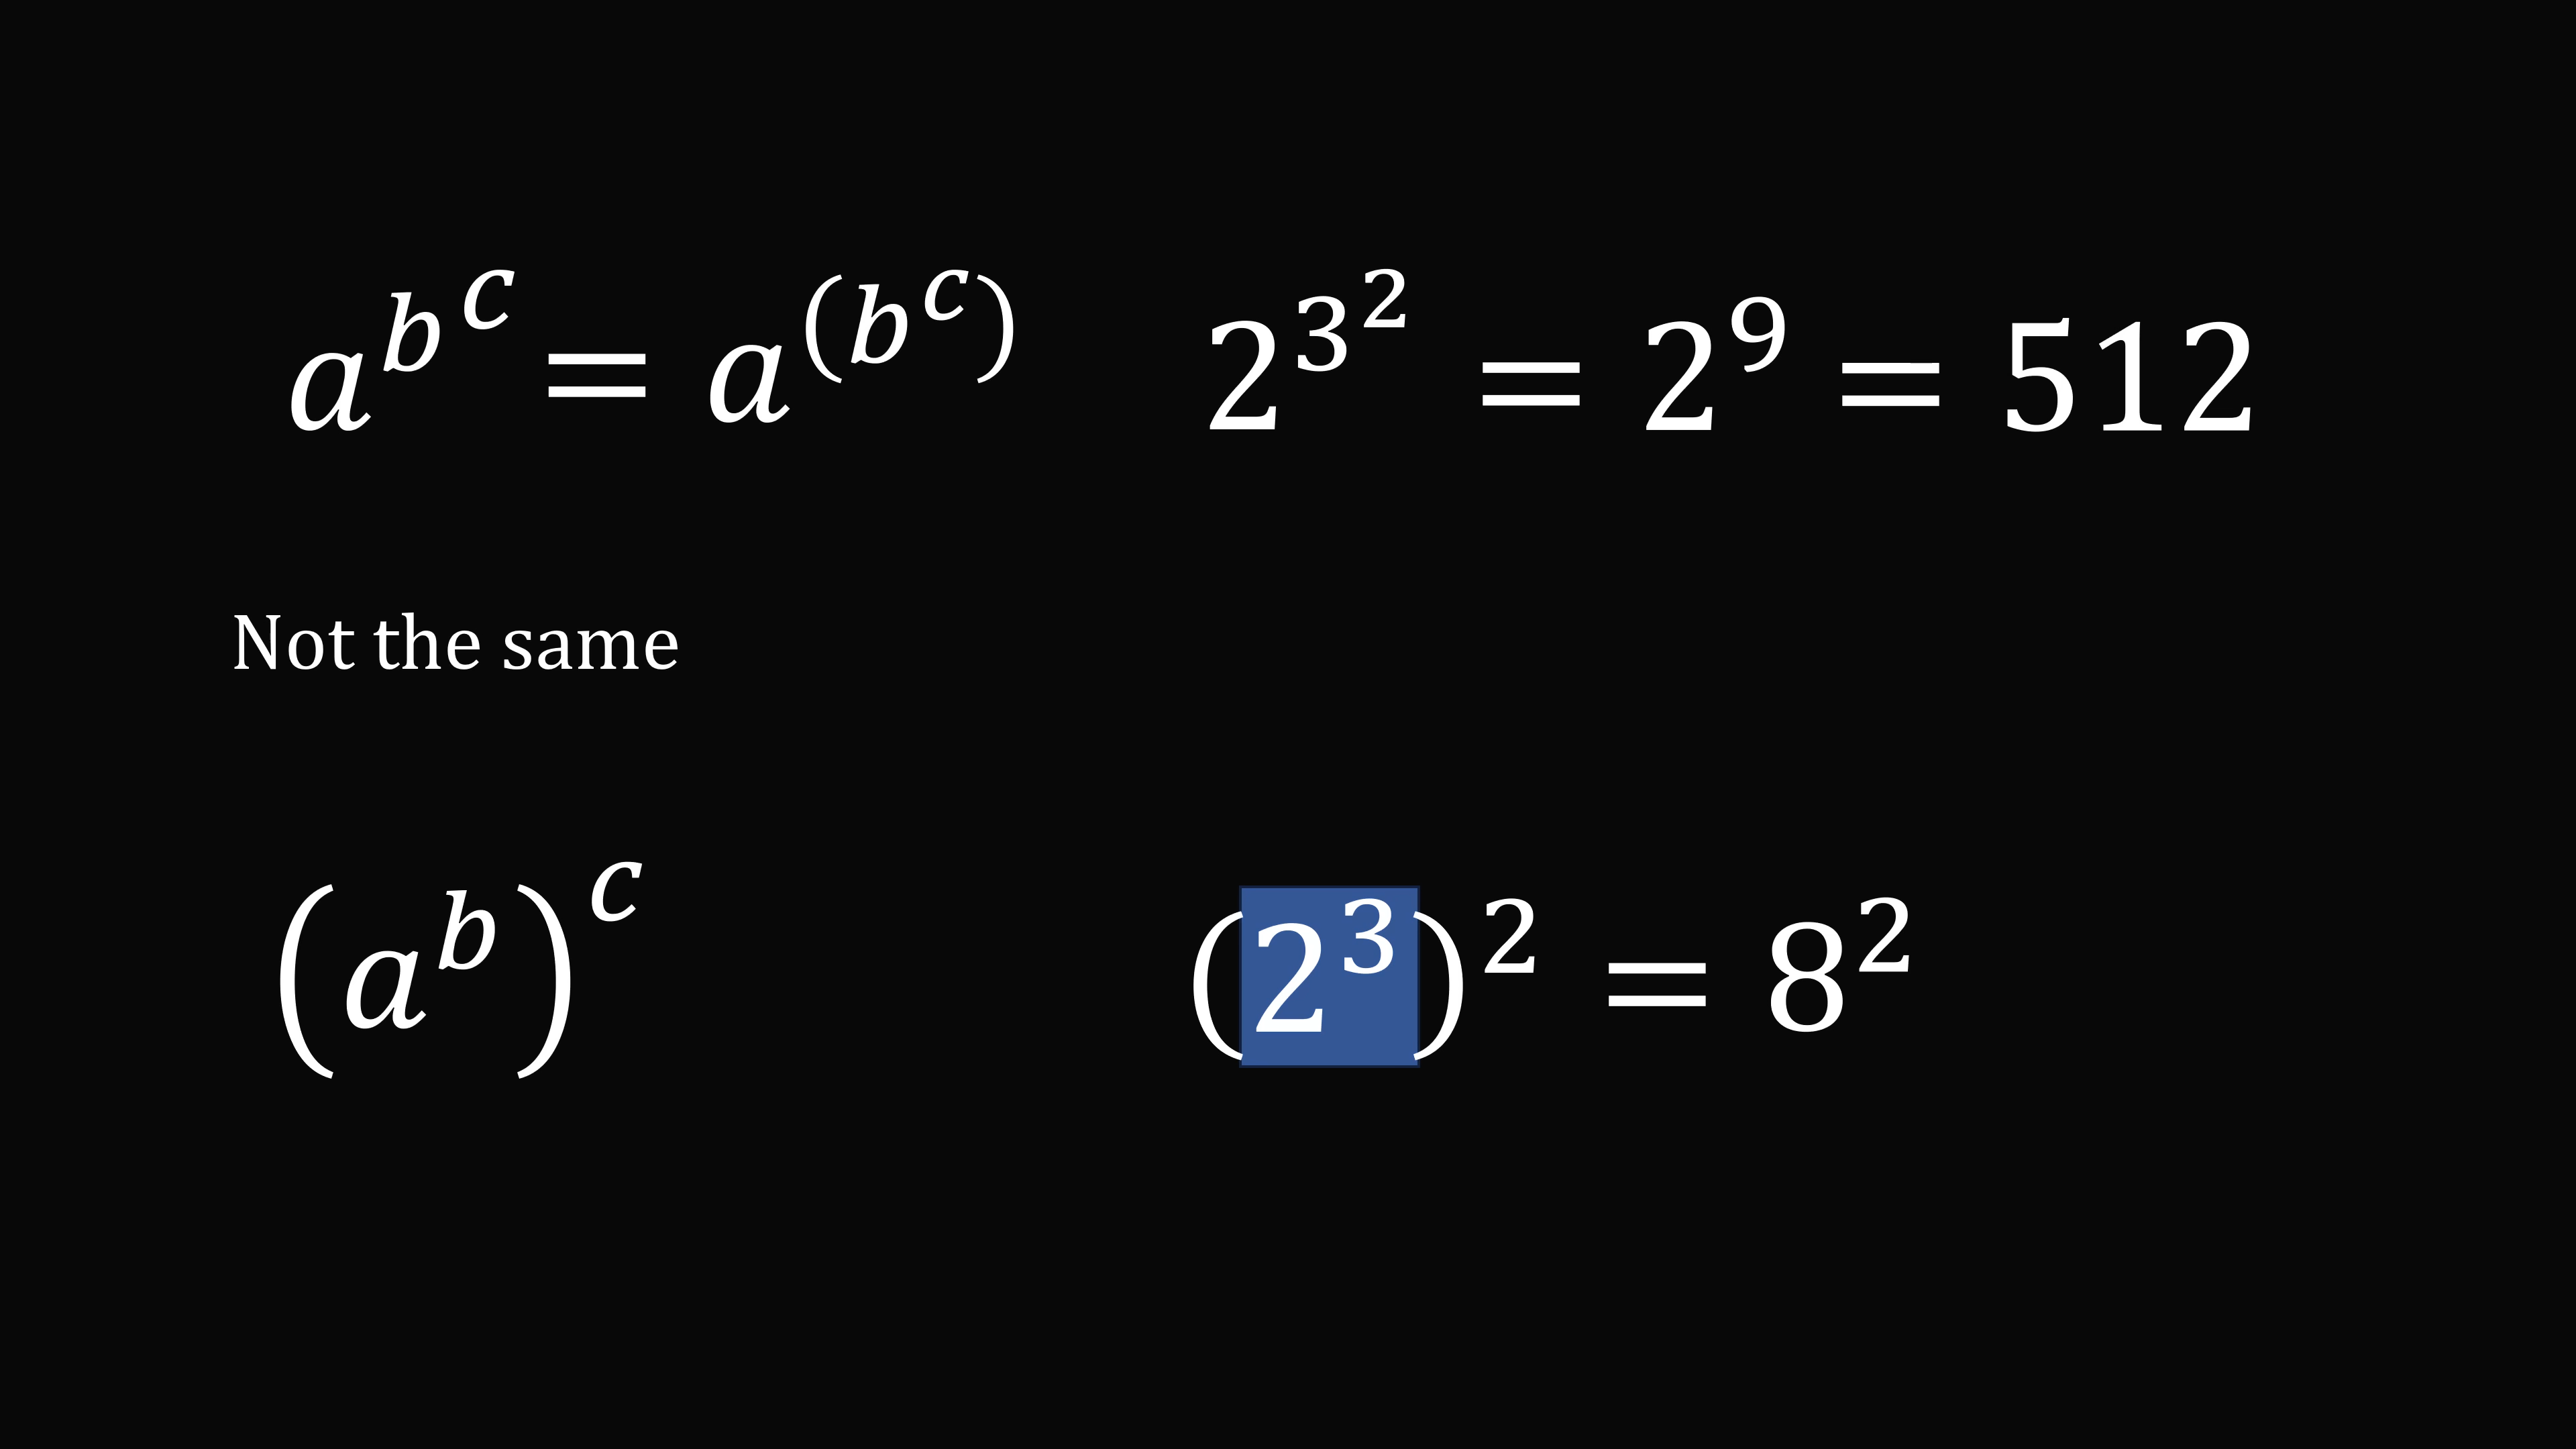 $a^{b^c} = a^{(b^c)}$ $2^{3^2} = 2^9 = 512$
Not the same
$(a^b)^c$ $(2^3)^2 = 8^2$